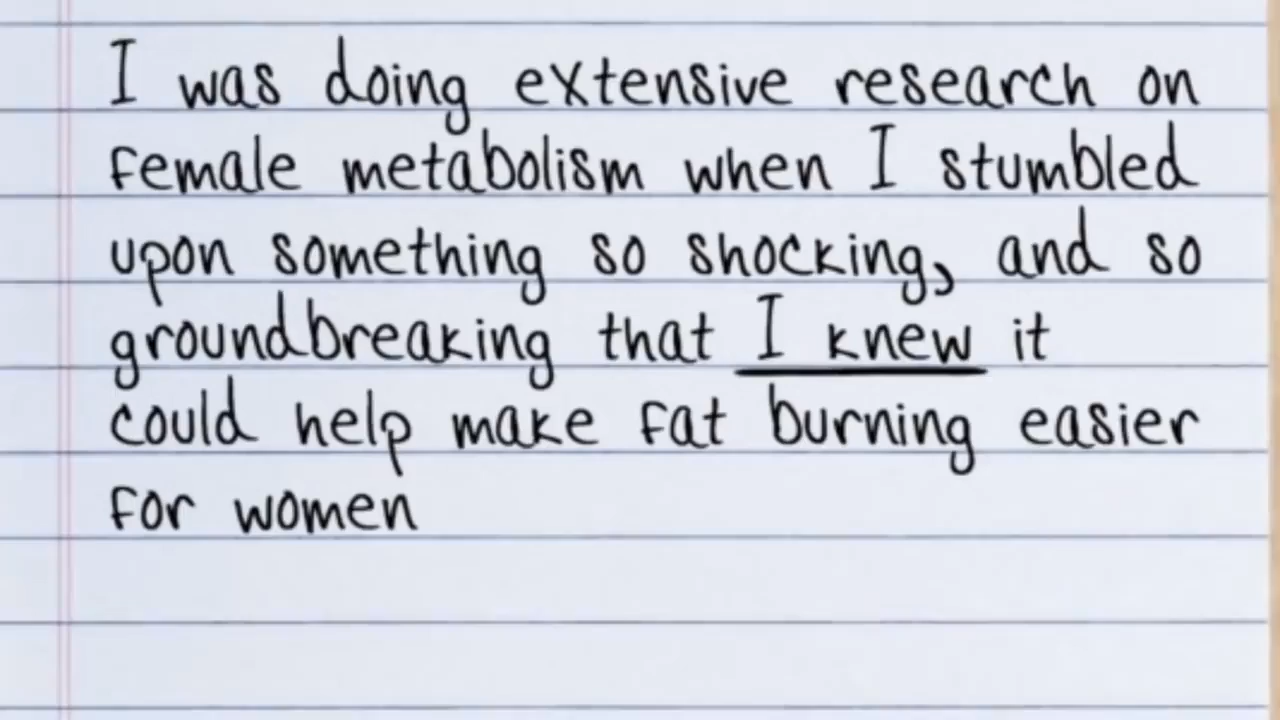 I was doing extensive research on
female metabolism when I stumbled
upon something so shocking, and so
groundbreaking that I knew it
could help make fat burning easier
for women